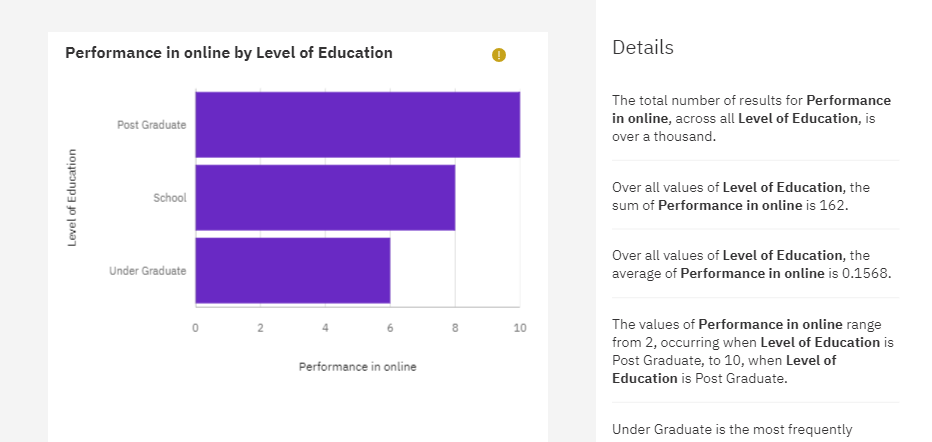 Performance in online by Level of Education
!
Post Graduate
School
Under Graduate
Level of Education
0 2 4 6 8 10
Performance in online
Details
The total number of results for Performance
in online, across all Level of Education, is
over a thousand.
Over all values of Level of Education, the
sum of Performance in online is 162.
Over all values of Level of Education, the
average of Performance in online is 0.1568.
The values of Performance in online range
from 2, occurring when Level of Education is
Post Graduate, to 10, when Level of
Education is Post Graduate.
Under Graduate is the most frequently